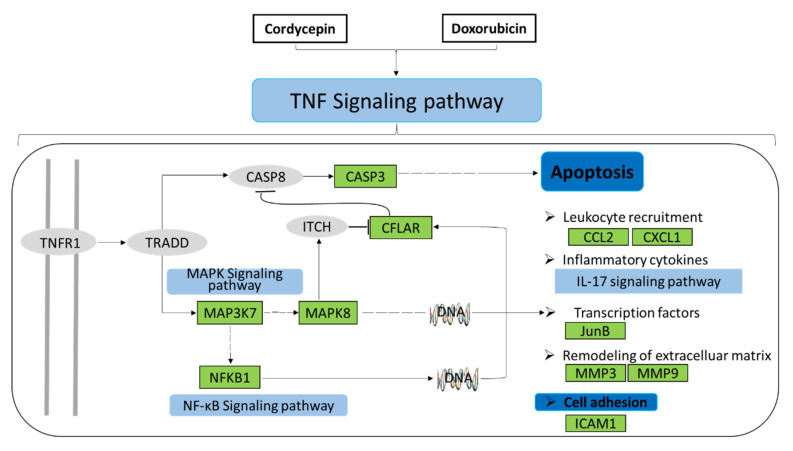 Cordycepin
Doxorubicin
TNF Signaling pathway
CASP8
CASP3
Apoptosis
TNFR1
TRADD
ITCH
CFLAR
MAPK Signaling
pathway
MAP3K7
MAPK8
DNA
NFKB1
DNA
NF-κB Signaling pathway
➢ Leukocyte recruitment
CCL2
CXCL1
➢ Inflammatory cytokines
IL-17 signaling pathway
➢ Transcription factors
JunB
➢ Remodeling of extracelluar matrix
MMP3
MMP9
➢ Cell adhesion
ICAM1